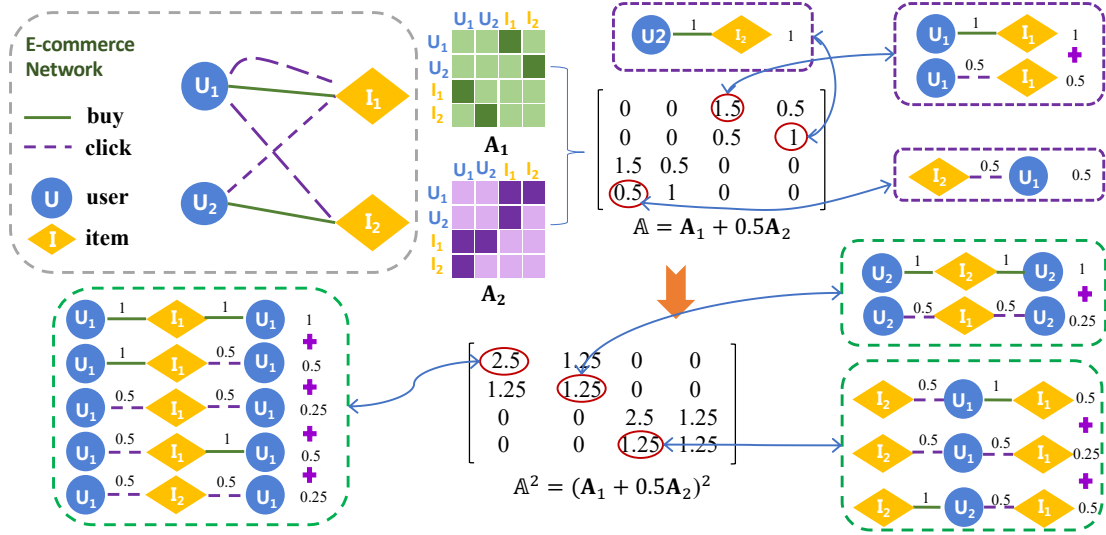 E-commerce
Network
buy
click
U user
I item
U₁
U₂
I₁
I₂
U₁ U₂ I₁ I₂
U₁
U₂
I₁
I₂
A₁
U₁ U₂ I₁ I₂
U₁
U₂
I₁
I₂
A₂
U2 1 I₂ 1
U₁ 1 I₁ 1
U₁ 0.5 I₁ 0.5
I₂ 0.5 U₁ 0.5
0 0 1.5 0.5
0 0 0.5 1
1.5 0.5 0 0
0.5 1 0 0
𝔸 = A₁ + 0.5A₂
U₂ 1 I₂ 1 U₂ 1
U₂ 0.5 I₁ 0.5 U₂ 0.25
U₁ 1 I₁ 1 U₁ 1
U₁ 1 I₁ 0.5 U₁ 0.5
U₁ 0.5 I₁ 0.5 U₁ 0.25
U₁ 0.5 I₁ 1 U₁ 0.5
U₁ 0.5 I₂ 0.5 U₁ 0.25
2.5 1.25 0 0
1.25 1.25 0 0
0 0 2.5 1.25
0 0 1.25 1.25
𝔸² = (A₁ + 0.5A₂)²
I₂ 0.5 U₁ 1 I₁ 0.5
I₂ 0.5 U₁ 0.5 I₁ 0.25
I₂ 1 U₂ 0.5 I₁ 0.5